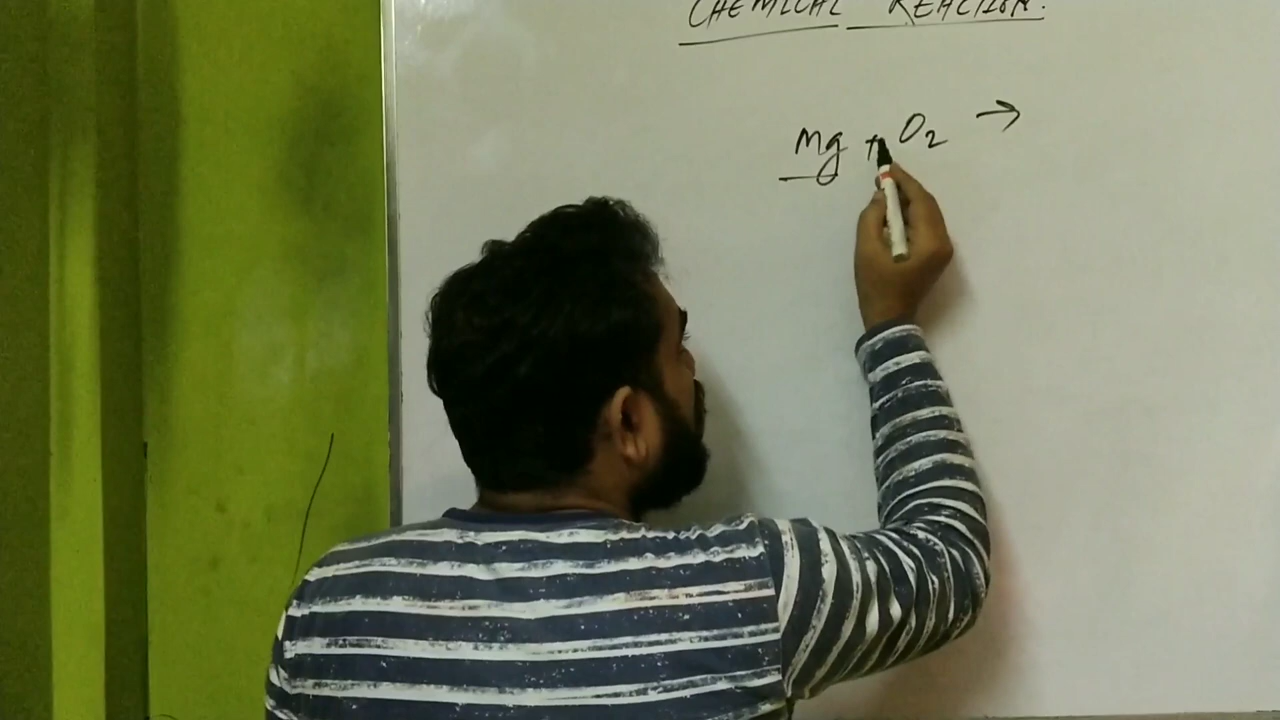 CHEMICAL REACTION.
Mg + O₂ →